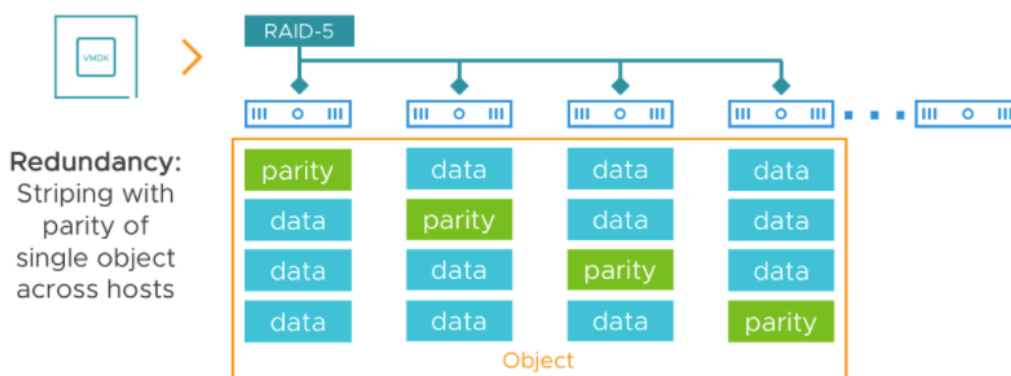 VMDK
RAID-5
Redundancy:
Striping with
parity of
single object
across hosts
parity data data data
data parity data data
data data parity data
data data data parity
Object